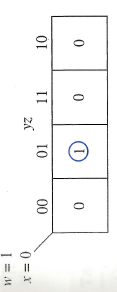 w = 1
x = 0 yz
00 01 11 10
0 1 0 0